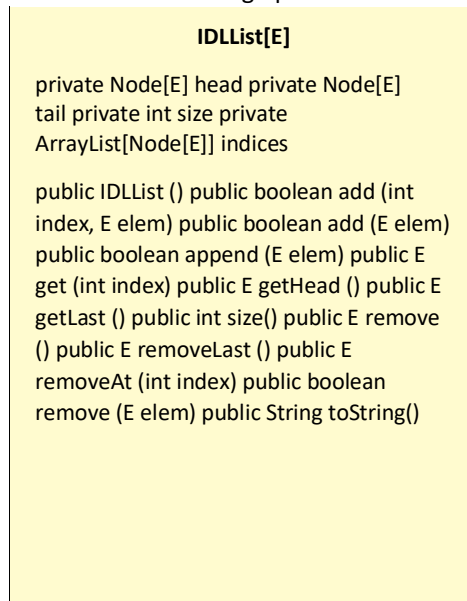 IDLList[E]
private Node[E] head private Node[E]
tail private int size private
ArrayList[Node[E]] indices
public IDLList () public boolean add (int
index, E elem) public boolean add (E elem)
public boolean append (E elem) public E
get (int index) public E getHead () public E
getLast () public int size() public E remove
() public E removeLast () public E
removeAt (int index) public boolean
remove (E elem) public String toString()